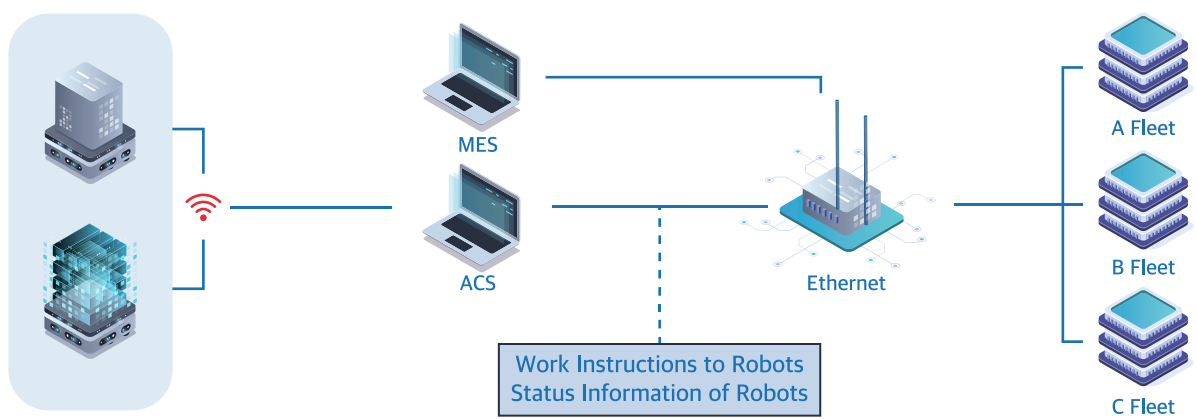 MES
ACS
Ethernet
A Fleet
B Fleet
C Fleet
Work Instructions to Robots
Status Information of Robots